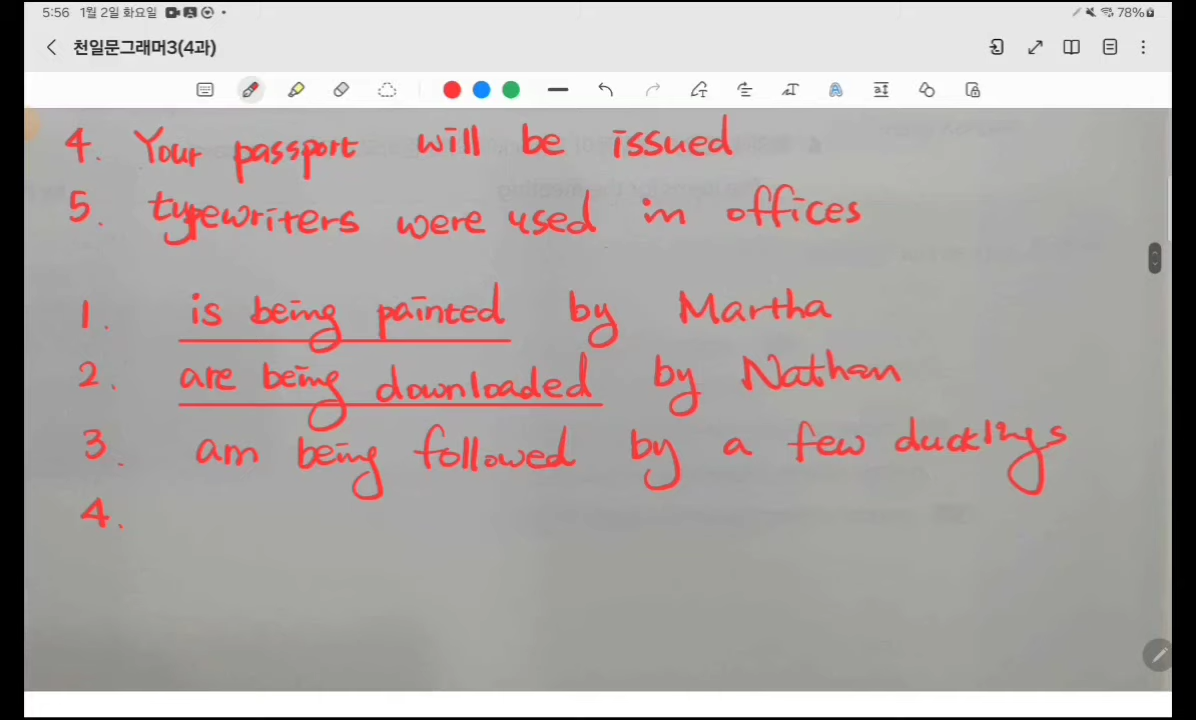 5:56 1월 2일 화요일 78%
천일문그래머3(4과)
4. Your passport will be issued
5. typewriters were used in offices
1. is being painted by Martha
2. are being downloaded by Nathan
3. am being followed by a few ducklings
4.